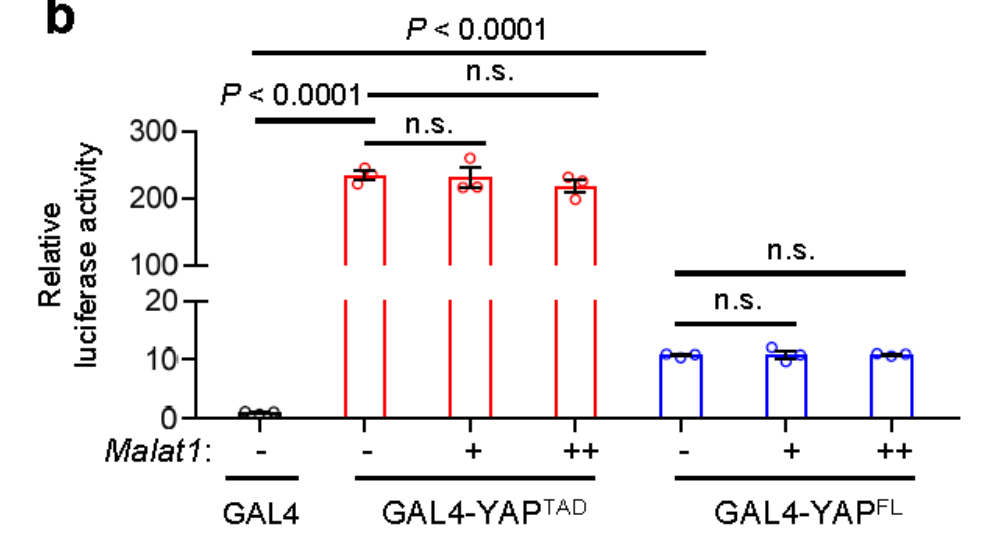 b
P < 0.0001
n.s.
P < 0.0001
n.s.
300
200
100
20
10
0
Relative
luciferase activity
n.s.
n.s.
Malat1: - - + ++ - + ++
GAL4 GAL4-YAPᵀᴬᴰ GAL4-YAPFL